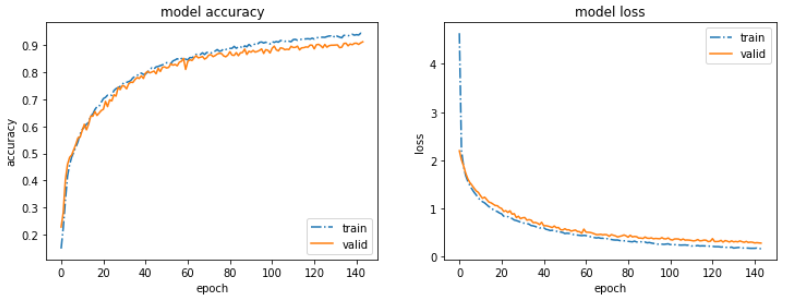 model accuracy
0.9
0.8
0.7
0.6
0.5
0.4
0.3
0.2
accuracy
train
valid
0
20
40
60
80
100
120
140
epoch
model loss
train
valid
4
3
2
1
0
loss
0
20
40
60
80
100
120
140
epoch